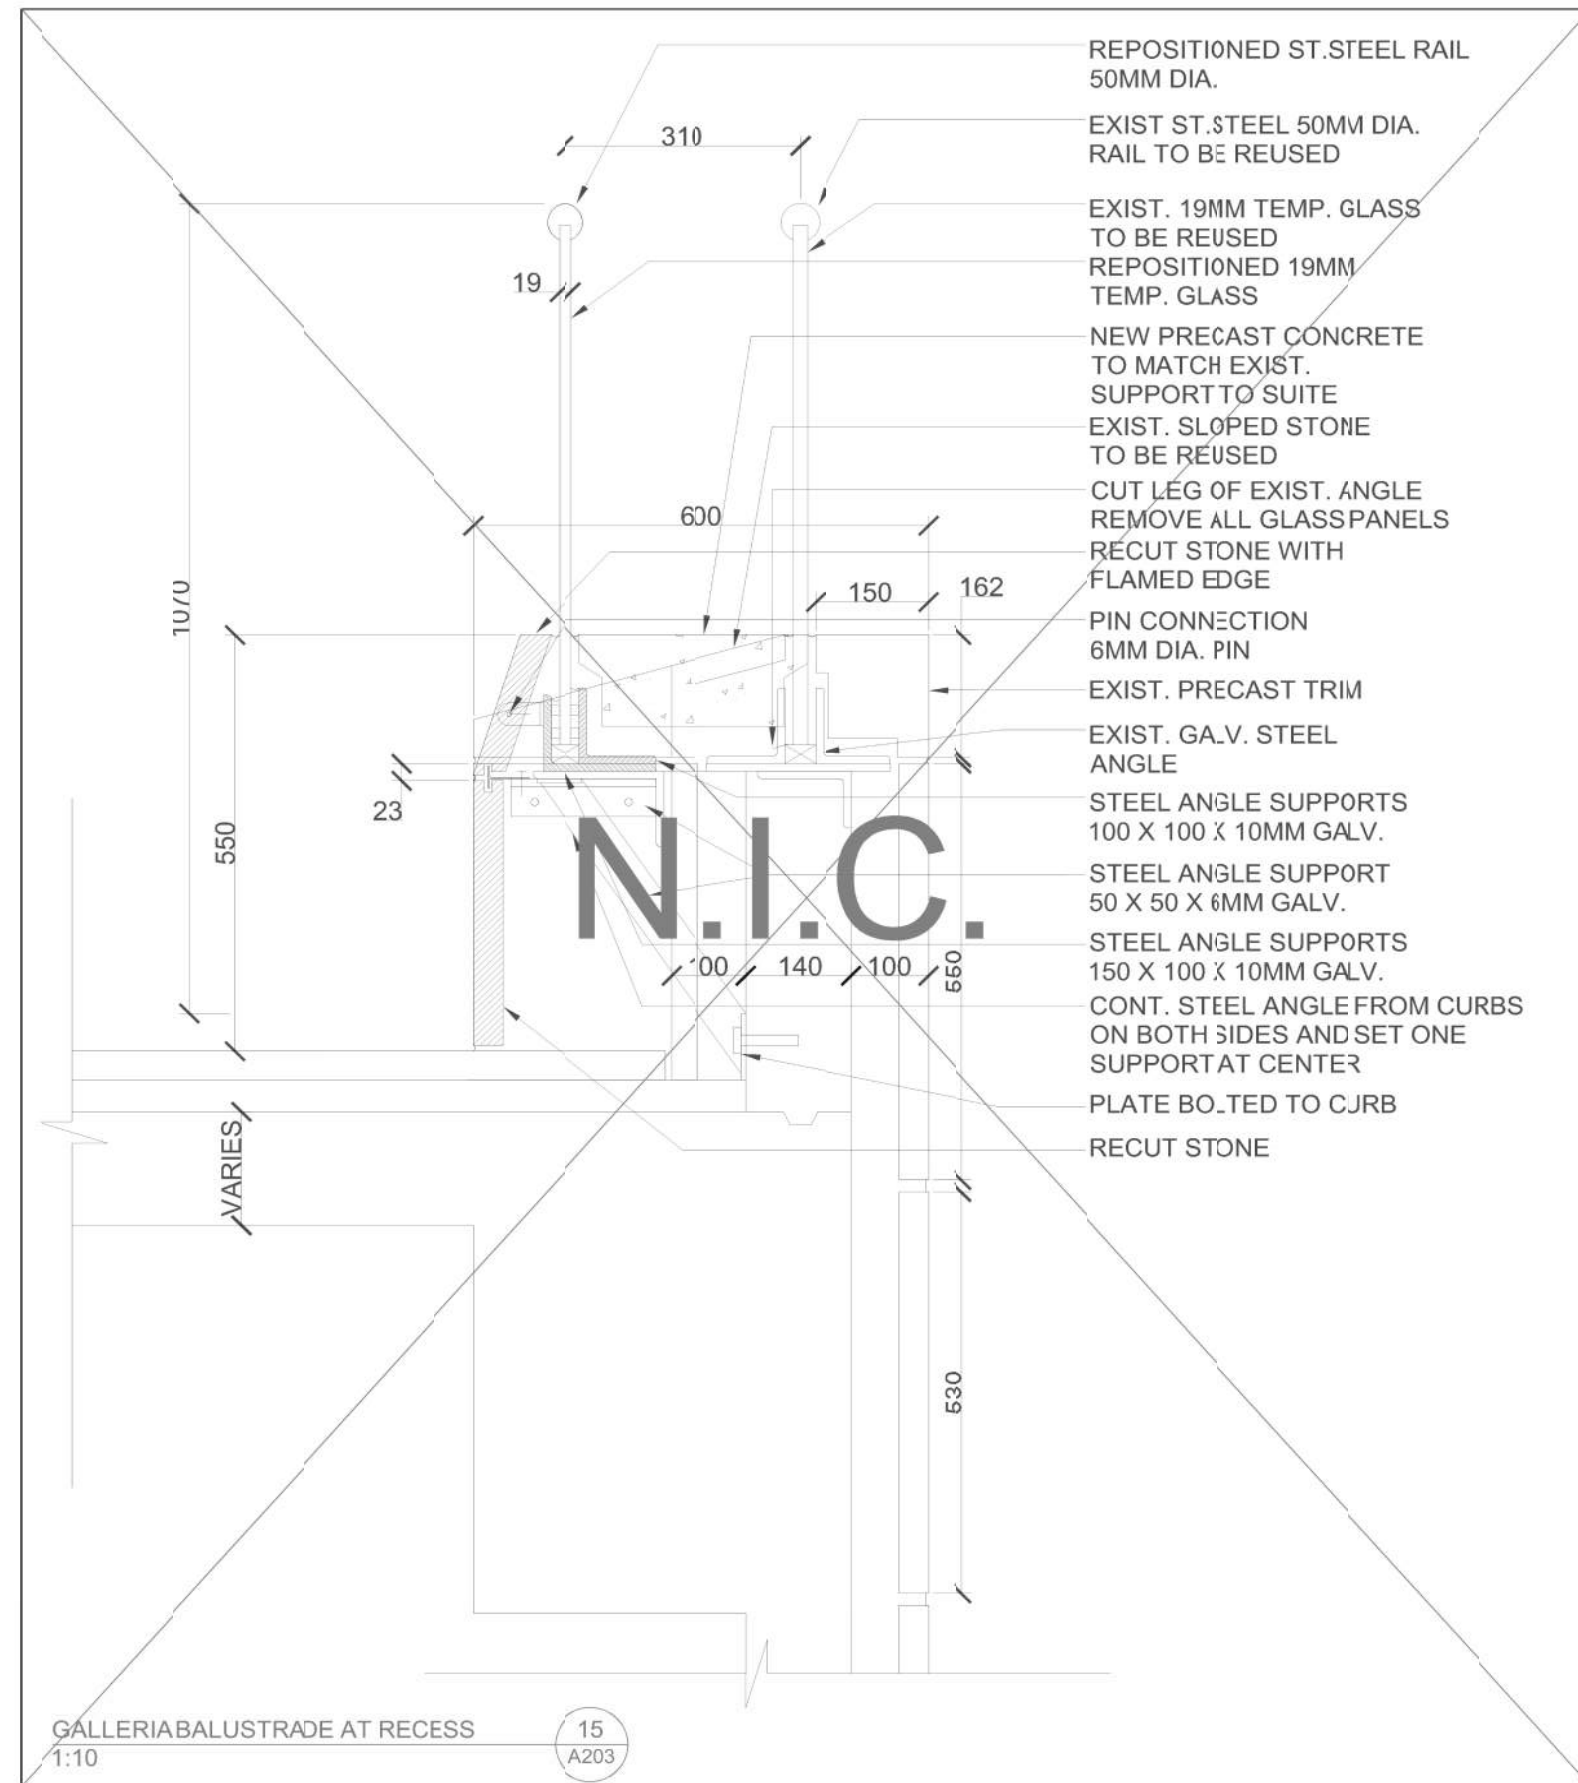 REPOSITIONED ST.STEEL RAIL
50MM DIA.
EXIST ST.STEEL 50MM DIA.
RAIL TO BE REUSED
EXIST. 19MM TEMP. GLASS
TO BE REUSED
REPOSITIONED 19MM
TEMP. GLASS
NEW PRECAST CONCRETE
TO MATCH EXIST.
SUPPORT TO SUITE
EXIST. SLOPED STONE
TO BE REUSED
CUT LEG OF EXIST. ANGLE
REMOVE ALL GLASS PANELS
RECUT STONE WITH
FLAMED EDGE
PIN CONNECTION
6MM DIA. PIN
EXIST. PRECAST TRIM
EXIST. GALV. STEEL
ANGLE
STEEL ANGLE SUPPORTS
100 X 100 X 10MM GALV.
STEEL ANGLE SUPPORT
50 X 50 X 6MM GALV.
STEEL ANGLE SUPPORTS
150 X 100 X 10MM GALV.
CONT. STEEL ANGLE FROM CURBS
ON BOTH SIDES AND SET ONE
SUPPORT AT CENTER
PLATE BOLTED TO CURB
RECUT STONE
310
19
600
150
162
1070
550
23
N.I.C.
100
140
100
550
VARIES
530
GALLERIA BALUSTRADE AT RECESS
1:10
15
A203